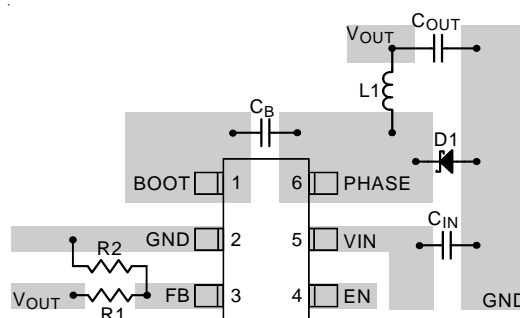 COUT
VOUT
L1
CB
D1
BOOT 1 6 PHASE
CIN
GND 2 5 VIN
R2
FB 3 4 EN
VOUT
R1
GND